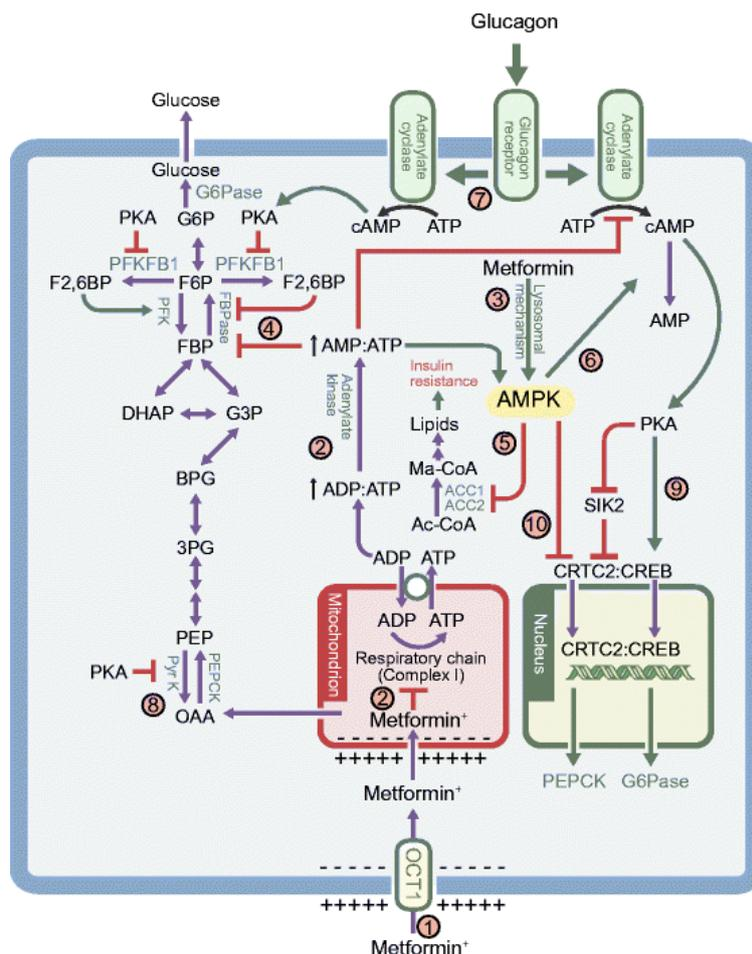 Glucagon
Glucose
Adenylate cyclase
Glucagon receptor
Adenylate cyclase
Glucose
G6Pase
7
PKA
G6P
PKA
cAMP
ATP
ATP
cAMP
PFKFB1
PFKFB1
F2,6BP
F6P
F2,6BP
Metformin
3
Lysosomal mechanism
PFK
FBPase
4
AMP
FBP
↑ AMP:ATP
6
Insulin
resistance
AMPK
DHAP
G3P
Adenylate kinase
2
Lipids
5
PKA
BPG
Ma-CoA
ACC1
ACC2
↑ ADP:ATP
Ac-CoA
10
SIK2
9
3PG
ADP
ATP
CRTC2:CREB
Mitochondrion
ADP
ATP
Nucleus
PEP
CRTC2:CREB
Respiratory chain
(Complex I)
PKA
Pyr K
PEPCK
2
8
OAA
Metformin+
- - - - - - - - - -
+++++ +++++
PEPCK
G6Pase
Metformin+
- - - - - - - - - -
OCT1
+++++ +++++
1
Metformin+